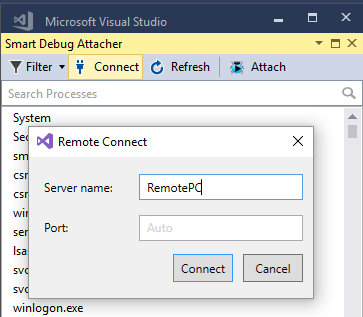 Microsoft Visual Studio
Smart Debug Attacher
Filter Connect Refresh Attach
Search Processes
System
Sec
sm
csr
csr
win
ser
lsas
svc
svc
winlogon.exe
Remote Connect
Server name: RemotePC
Port: Auto
Connect Cancel